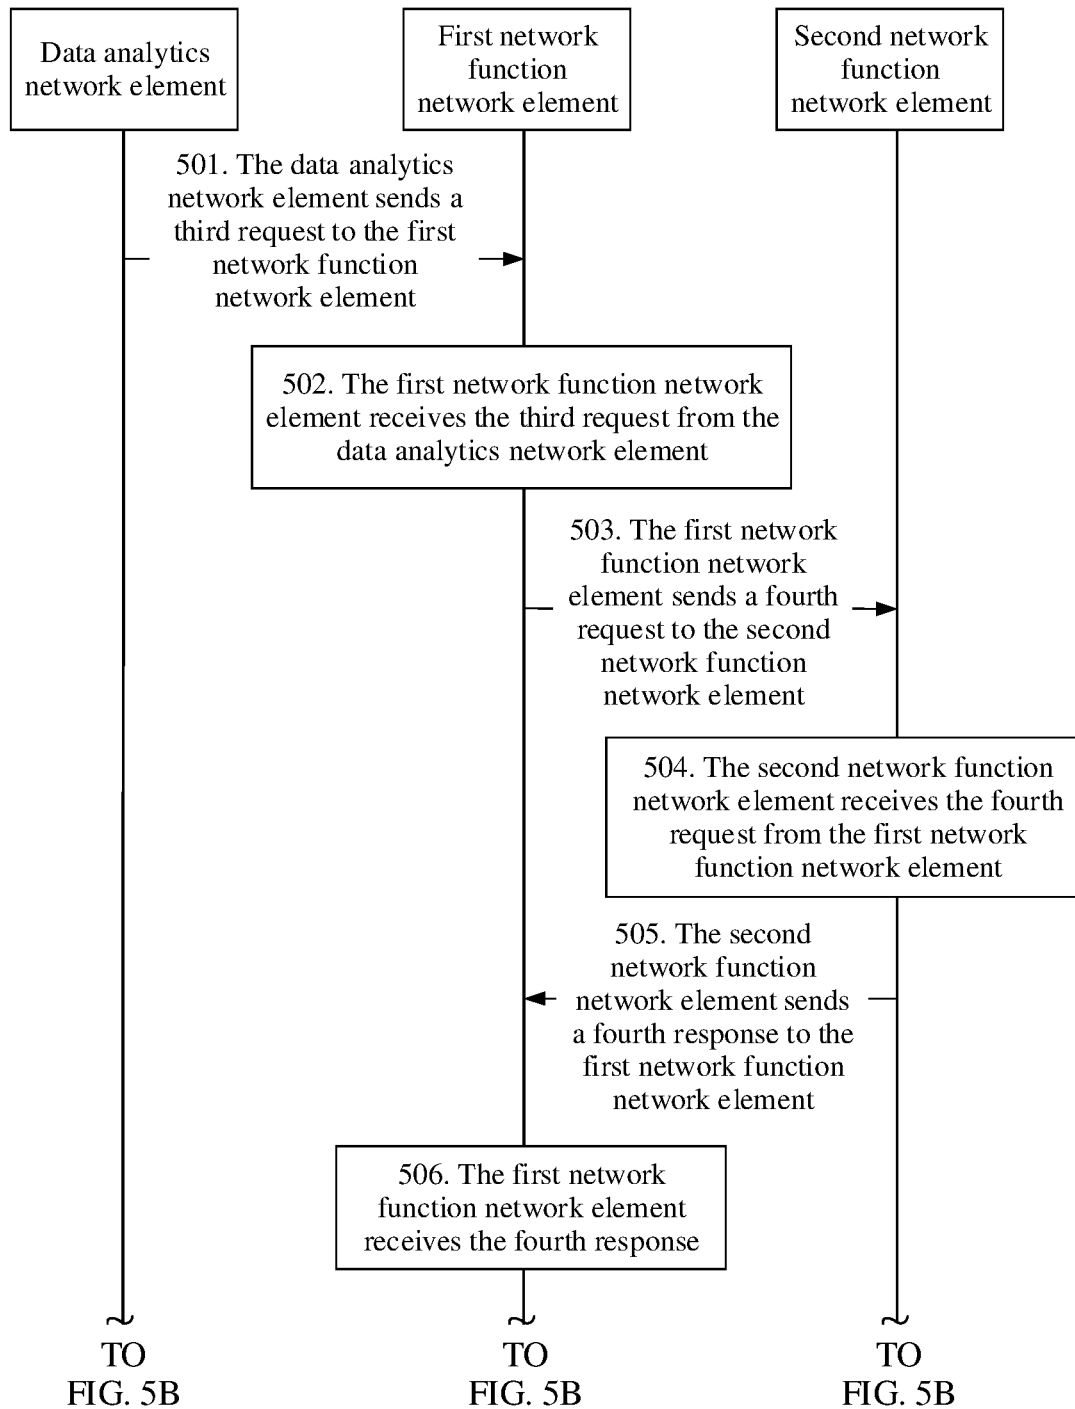 Data analytics
network element
First network
function
network element
Second network
function
network element
501. The data analytics
network element sends a
third request to the first
network function
network element
502. The first network function network
element receives the third request from the
data analytics network element
503. The first network
function network
element sends a fourth
request to the second
network function
network element
504. The second network function
network element receives the fourth
request from the first network
function network element
505. The second
network function
network element sends
a fourth response to the
first network function
network element
506. The first network
function network element
receives the fourth response
TO
FIG. 5B
TO
FIG. 5B
TO
FIG. 5B